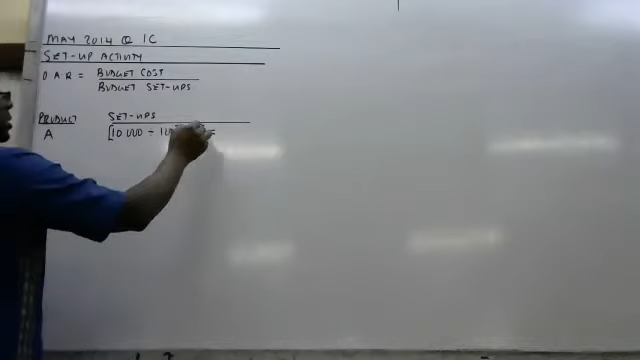 MAY 2014 Q 1C
SET-UP ACTIVITY
OAR = BUDGET COST
BUDGET SET-UPS
PRODUCT SET-UPS
A [10 000 ÷